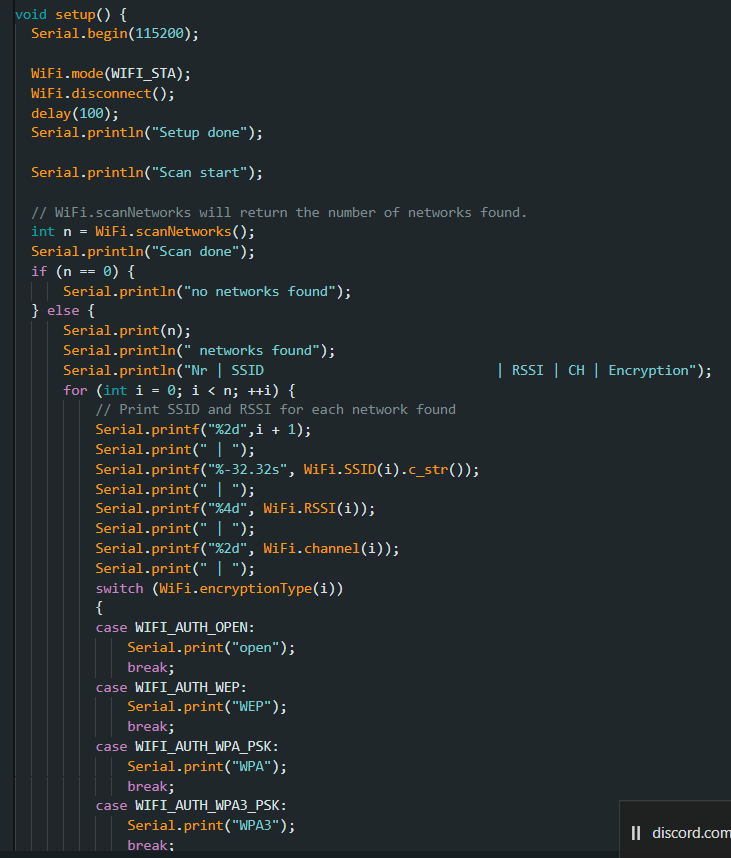 void setup() {
Serial.begin(115200);
WiFi.mode(WIFI_STA);
WiFi.disconnect();
delay(100);
Serial.println("Setup done");
Serial.println("Scan start");
// WiFi.scanNetworks will return the number of networks found.
int n = WiFi.scanNetworks();
Serial.println("Scan done");
if (n == 0) {
Serial.println("no networks found");
} else {
Serial.print(n);
Serial.println(" networks found");
Serial.println("Nr | SSID                             | RSSI | CH | Encryption");
for (int i = 0; i < n; ++i) {
// Print SSID and RSSI for each network found
Serial.printf("%2d",i + 1);
Serial.print(" | ");
Serial.printf("%-32.32s", WiFi.SSID(i).c_str());
Serial.print(" | ");
Serial.printf("%4d", WiFi.RSSI(i));
Serial.print(" | ");
Serial.printf("%2d", WiFi.channel(i));
Serial.print(" | ");
switch (WiFi.encryptionType(i))
{
case WIFI_AUTH_OPEN:
Serial.print("open");
break;
case WIFI_AUTH_WEP:
Serial.print("WEP");
break;
case WIFI_AUTH_WPA_PSK:
Serial.print("WPA");
break;
case WIFI_AUTH_WPA3_PSK:
Serial.print("WPA3");
break;
discord.com